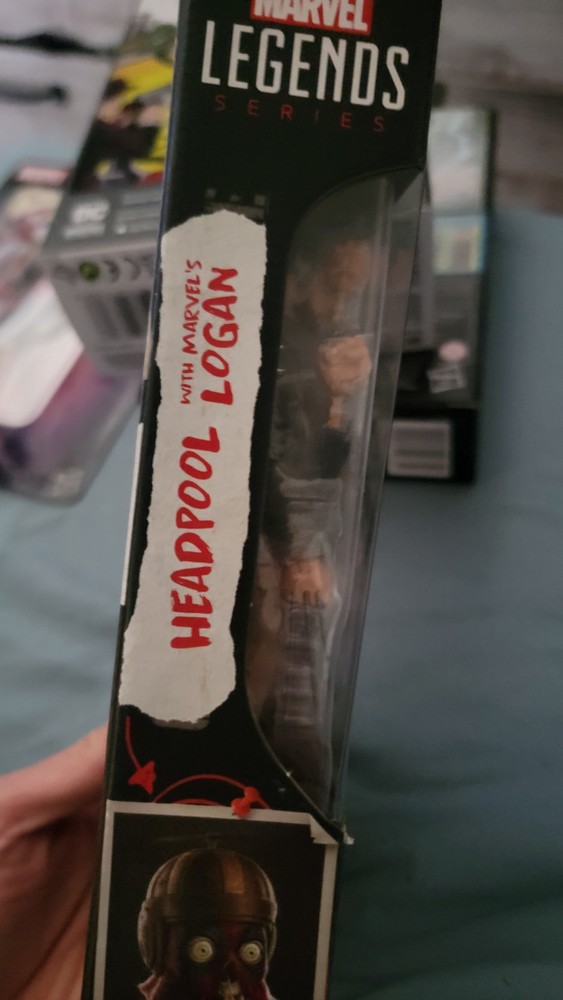 MARVEL
LEGENDS
SERIES
HEADPOOL WITH MARVEL'S
LOGAN